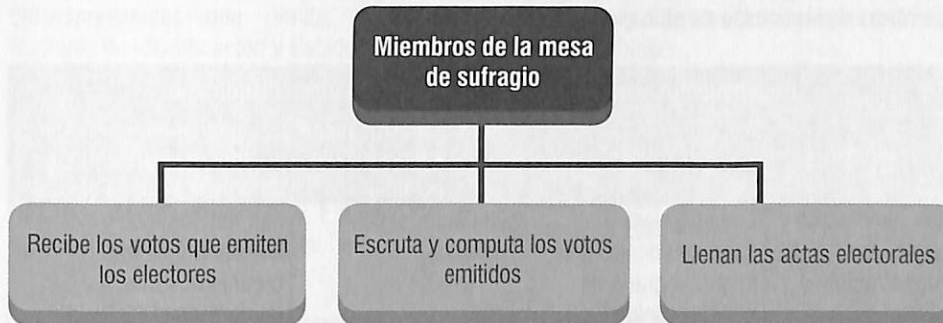 Miembros de la mesa
de sufragio
Recibe los votos que emiten
los electores
Escruta y computa los votos
emitidos
Llenan las actas electorales